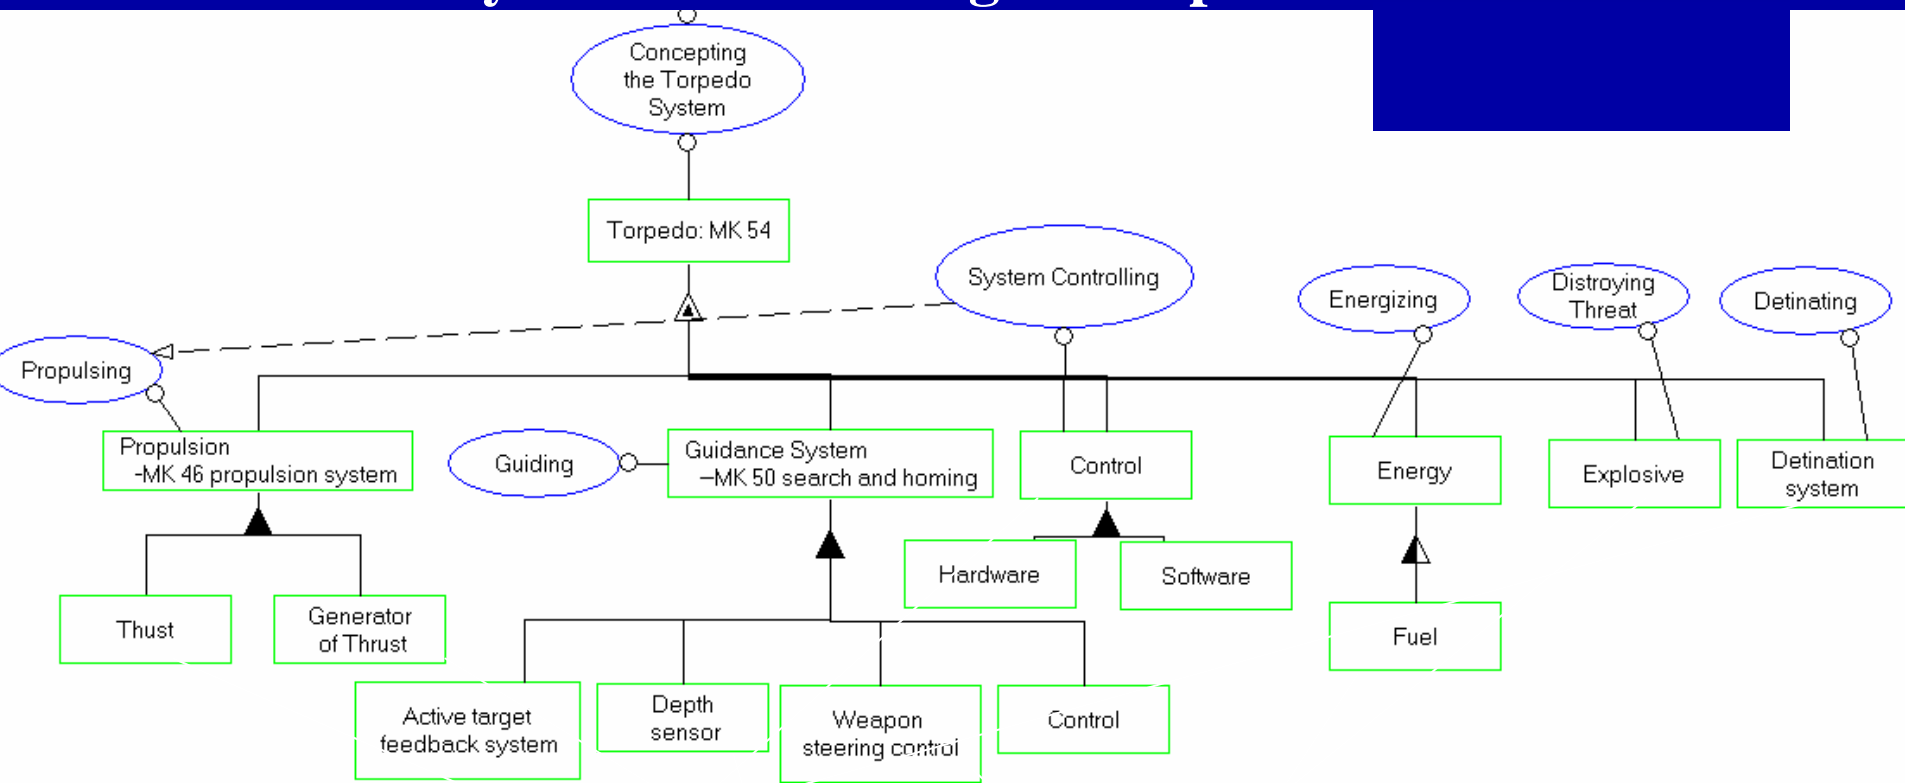 Concepting
the Torpedo
System
Torpedo: MK 54
System Controlling
Energizing
Distroying
Threat
Detinating
Propulsing
Propulsion
-MK 46 propulsion system
Guiding
Guidance System
–MK 50 search and homing
Control
Energy
Explosive
Detination
system
Hardware
Software
Thust
Generator
of Thrust
Fuel
Active target
feedback system
Depth
sensor
Weapon
steering control
Control